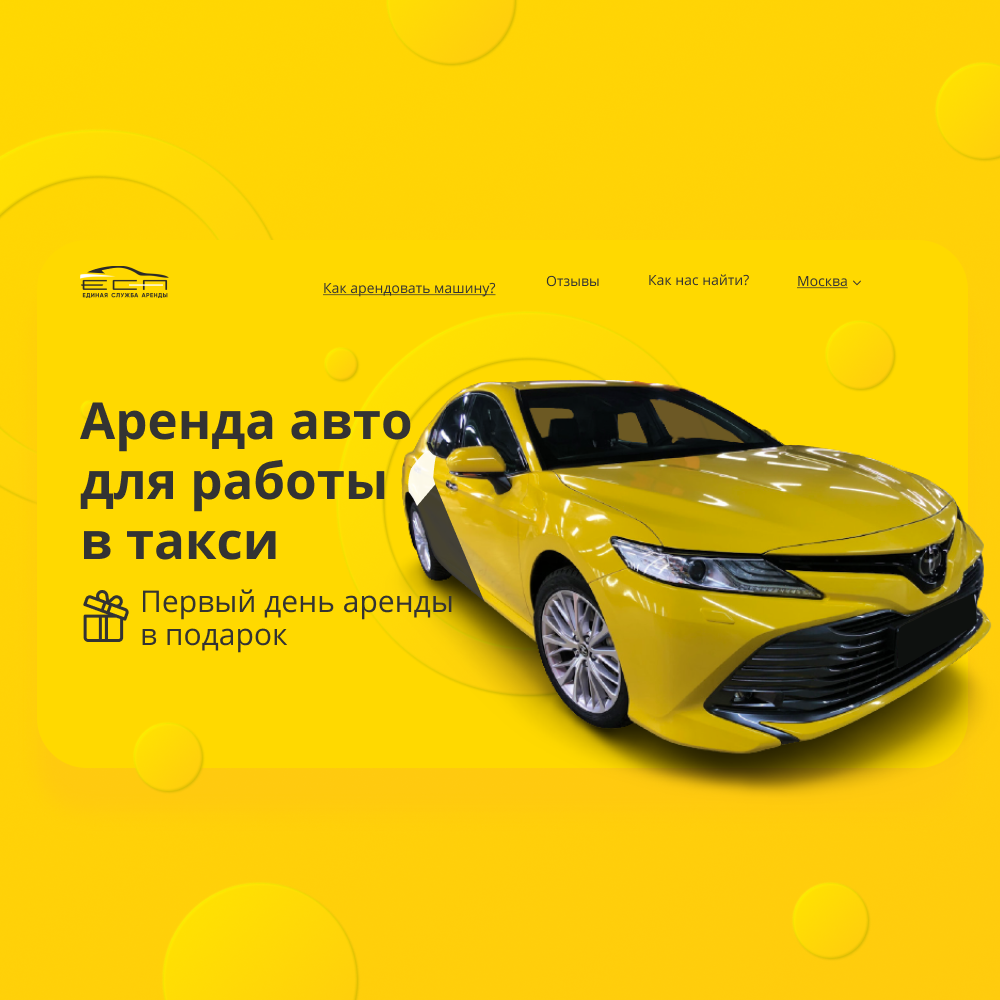 ЕСА
ЕДИНАЯ СЛУЖБА АРЕНДЫ
Как арендовать машину?
Отзывы
Как нас найти?
Москва
Аренда авто
для работы
в такси
Первый день аренды
в подарок